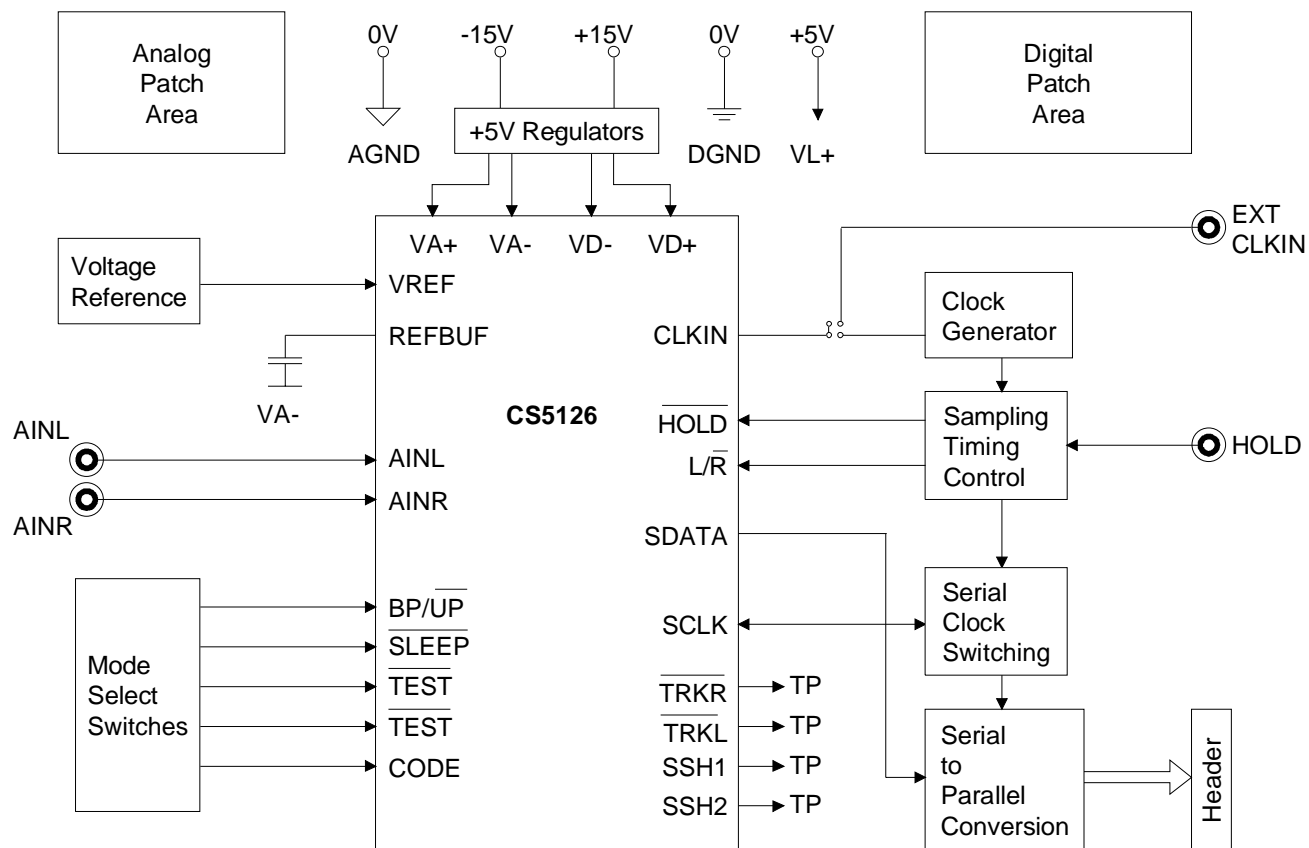 Analog
Patch
Area
0V
-15V
+15V
0V
+5V
Digital
Patch
Area
+5V Regulators
AGND
DGND
VL+
VA+
VA-
VD-
VD+
EXT
CLKIN
Voltage
Reference
VREF
REFBUF
CLKIN
Clock
Generator
VA-
CS5126
HOLD
L/R
Sampling
Timing
Control
HOLD
AINL
AINL
AINR
AINR
SDATA
Mode
Select
Switches
BP/UP
SLEEP
TEST
TEST
CODE
SCLK
Serial
Clock
Switching
TRKR
TP
TRKL
TP
SSH1
TP
SSH2
TP
Serial
to
Parallel
Conversion
Header